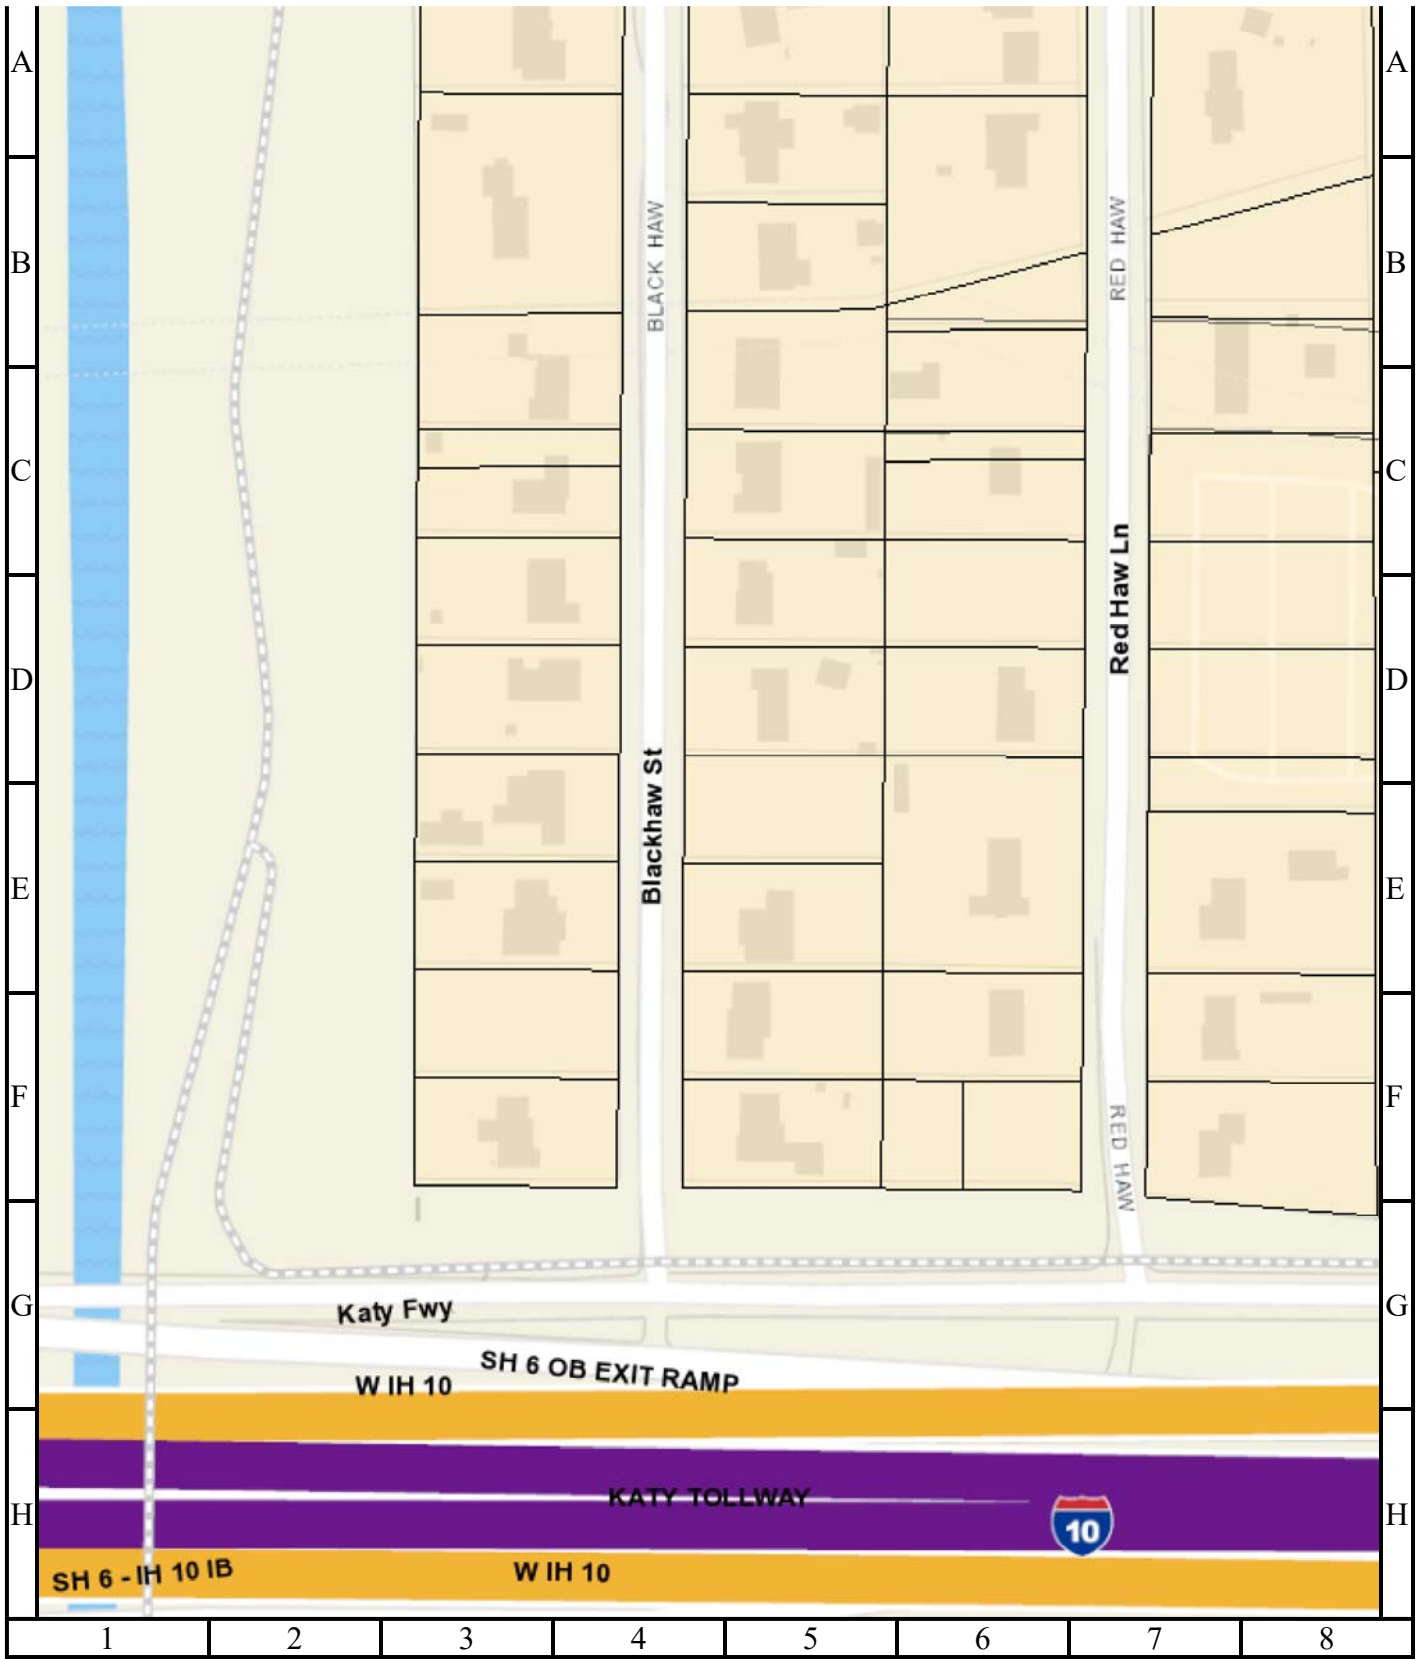 A
A
B
BLACK HAW
RED HAW
B
C
C
Red Haw Ln
D
D
Blackhaw St
E
E
F
RED HAW
F
G
Katy Fwy
G
SH 6 OB EXIT RAMP
W IH 10
KATY TOLLWAY
H
10
H
SH 6 - IH 10 IB
W IH 10
1 2 3 4 5 6 7 8